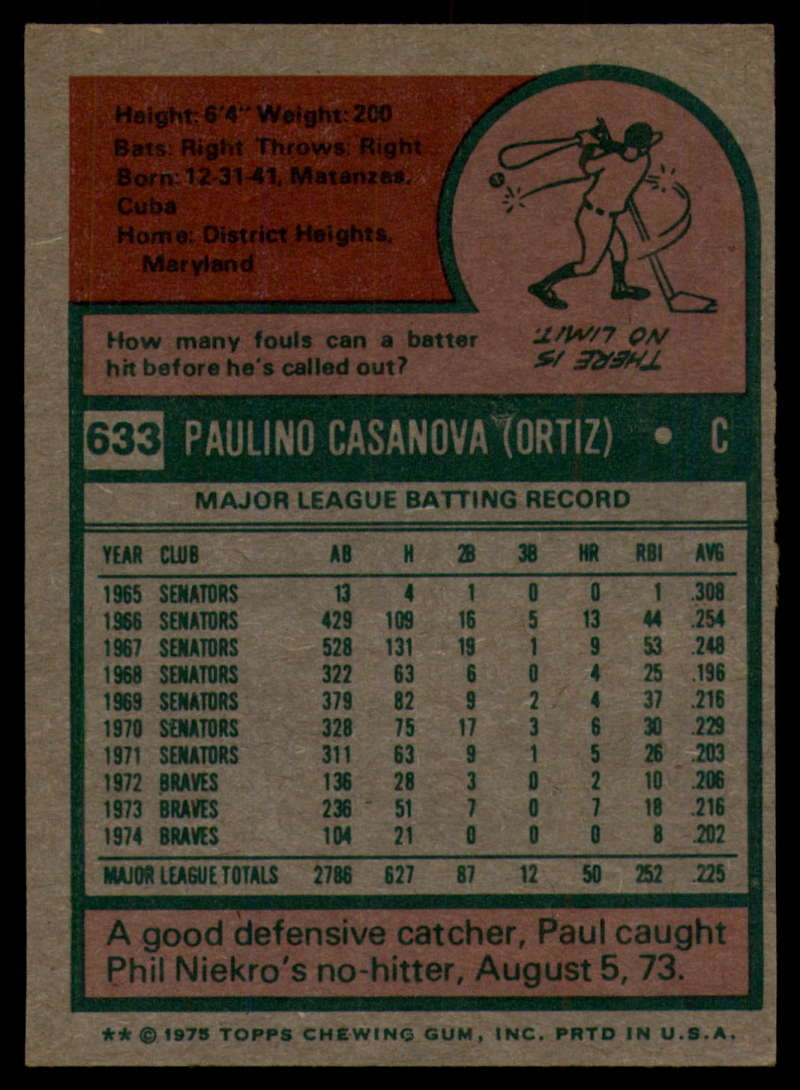 Height: 6'4" Weight: 200
Bats: Right Throws: Right
Born: 12-31-41, Matanzas,
Cuba
Home: District Heights,
Maryland
How many fouls can a batter
hit before he's called out?
THERE IS
NO LIMIT.
633 PAULINO CASANOVA (ORTIZ) • C
MAJOR LEAGUE BATTING RECORD
YEAR CLUB AB H 2B 3B HR RBI AVG
1965 SENATORS 13 4 1 0 0 1 .308
1966 SENATORS 429 109 16 5 13 44 .254
1967 SENATORS 528 131 19 1 9 53 .248
1968 SENATORS 322 63 6 0 4 25 .196
1969 SENATORS 379 82 9 2 4 37 .216
1970 SENATORS 328 75 17 3 6 30 .229
1971 SENATORS 311 63 9 1 5 26 .203
1972 BRAVES 136 28 3 0 2 10 .206
1973 BRAVES 236 51 7 0 7 18 .216
1974 BRAVES 104 21 0 0 0 8 .202
MAJOR LEAGUE TOTALS 2786 627 87 12 50 252 .225
A good defensive catcher, Paul caught
Phil Niekro's no-hitter, August 5, 73.
** © 1975 TOPPS CHEWING GUM, INC. PRTD IN U.S.A.